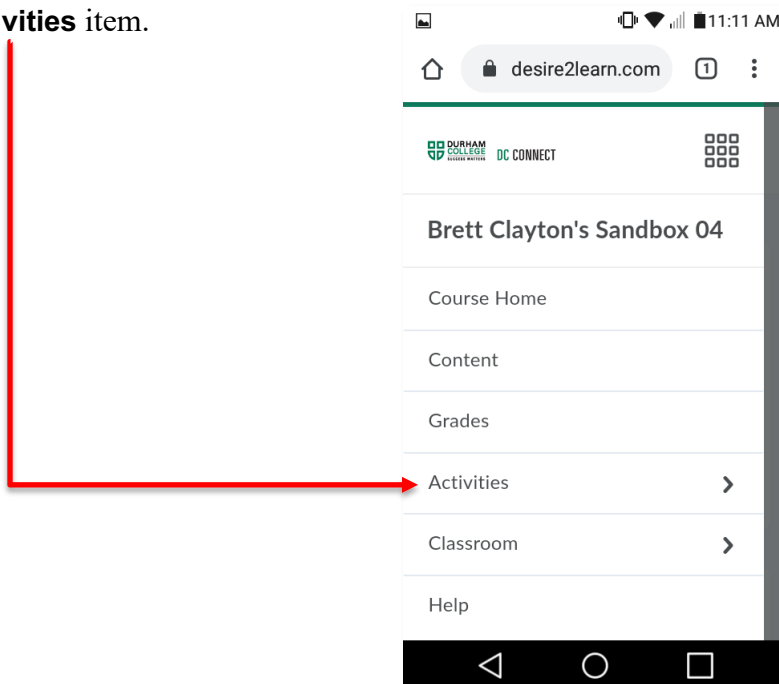 vities item.
11:11 AM
desire2learn.com 1
DURHAM
COLLEGE
SUCCESS MATTERS
DC CONNECT
Brett Clayton's Sandbox 04
Course Home
Content
Grades
Activities
Classroom
Help